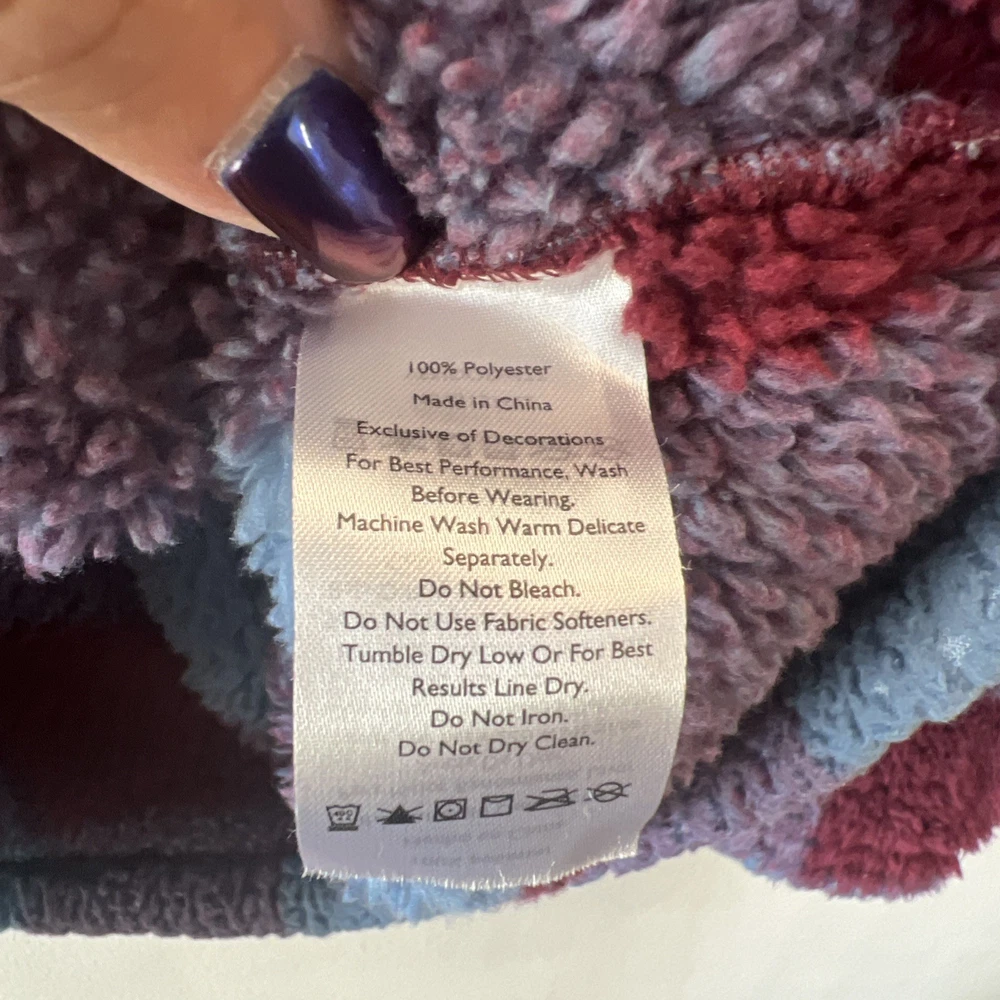 100% Polyester
Made in China
Exclusive of Decorations
For Best Performance, Wash
Before Wearing.
Machine Wash Warm Delicate
Separately.
Do Not Bleach.
Do Not Use Fabric Softeners.
Tumble Dry Low Or For Best
Results Line Dry.
Do Not Iron.
Do Not Dry Clean.